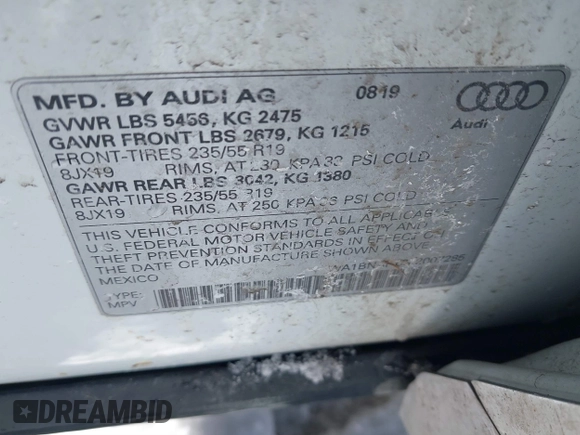 MFD. BY AUDI AG 08 19
GVWR LBS 5456, KG 2475
GAWR FRONT LBS 2679, KG 1215
FRONT-TIRES 235/55 R19
8JX19 RIMS, AT 230 KPA 33 PSI COLD
GAWR REAR LBS 3042, KG 1380
REAR-TIRES 235/55 R19
8JX19 RIMS, AT 250 KPA PSI COLD
THIS VEHICLE CONFORMS TO ALL APPLICABLE
U.S. FEDERAL MOTOR VEHICLE SAFETY AND
THEFT PREVENTION STANDARDS IN EFFECT ON
THE DATE OF MANUFACTURE
MEXICO
TYPE:
MPV
Audi
DREAMBID